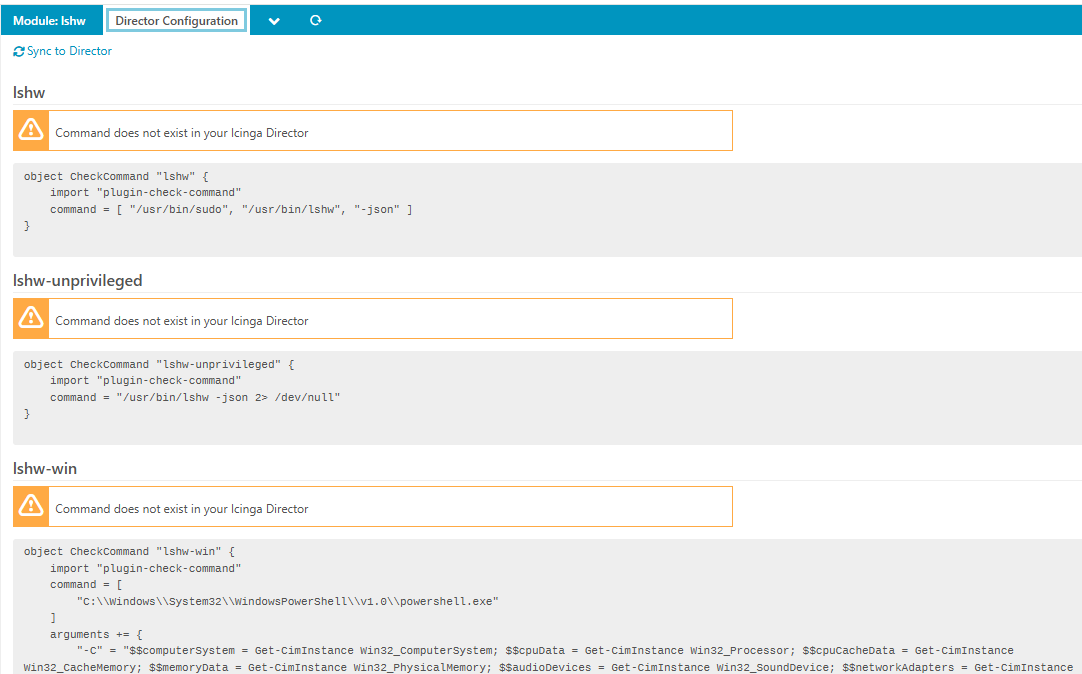 Module: lshw Director Configuration
Sync to Director
lshw
Command does not exist in your Icinga Director
object CheckCommand "lshw" {
    import "plugin-check-command"
    command = [ "/usr/bin/sudo", "/usr/bin/lshw", "-json" ]
}
lshw-unprivileged
Command does not exist in your Icinga Director
object CheckCommand "lshw-unprivileged" {
    import "plugin-check-command"
    command = "/usr/bin/lshw -json 2> /dev/null"
}
lshw-win
Command does not exist in your Icinga Director
object CheckCommand "lshw-win" {
    import "plugin-check-command"
    command = [
        "C:\\Windows\\System32\\WindowsPowerShell\\v1.0\\powershell.exe"
    ]
    arguments += {
        "-C" = "$$computerSystem = Get-CimInstance Win32_ComputerSystem; $$cpuData = Get-CimInstance Win32_Processor; $$cpuCacheData = Get-CimInstance
Win32_CacheMemory; $$memoryData = Get-CimInstance Win32_PhysicalMemory; $$audioDevices = Get-CimInstance Win32_SoundDevice; $$networkAdapters = Get-CimInstance